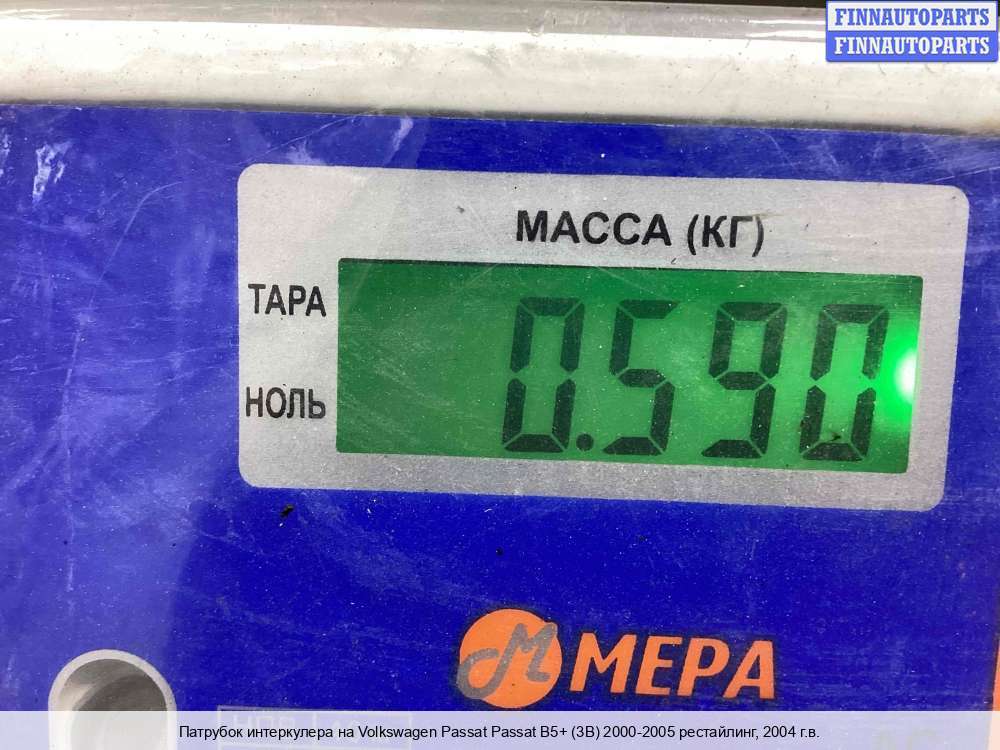 FINNAUTOPARTS
FINNAUTOPARTS
МАССА (КГ)
ТАРА
0.590
НОЛЬ
МЕРА
Патрубок интеркулера на Volkswagen Passat Passat B5+ (3B) 2000-2005 рестайлинг, 2004 г.в.